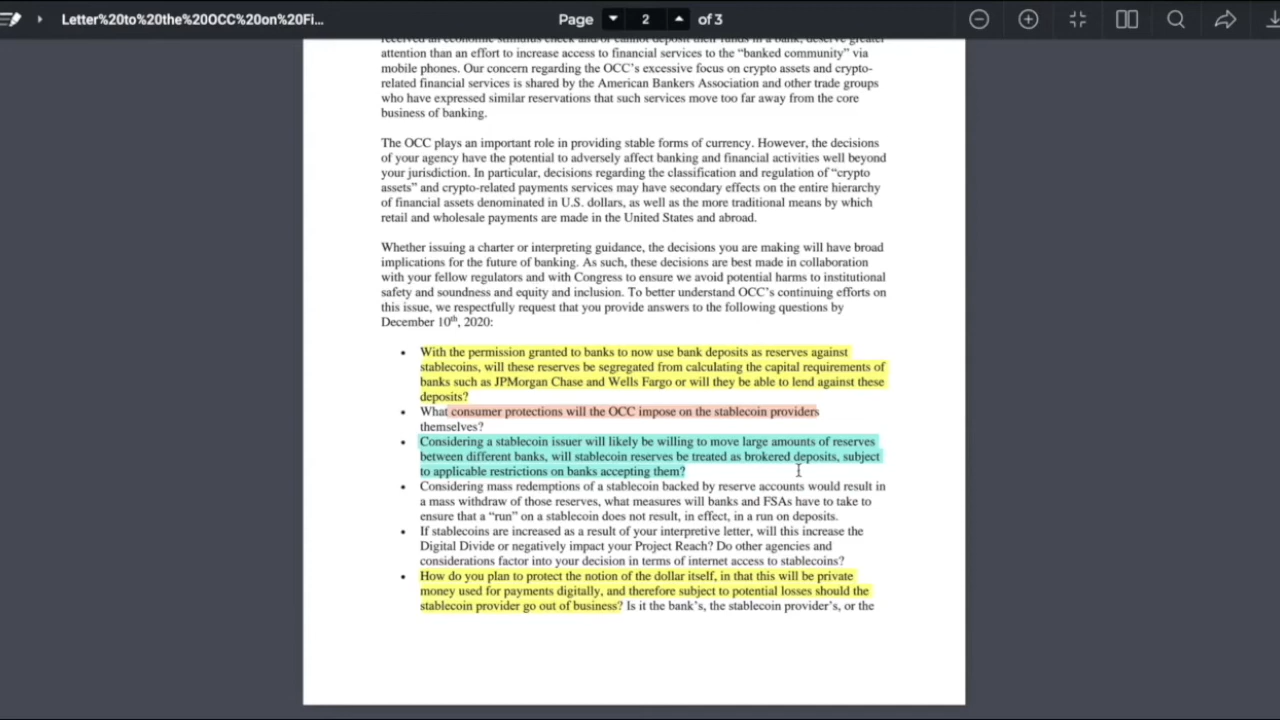 Letter%20to%20the%20OCC%20on%20Fi...
Page 2 of 3
received an economic stimulus check and/or cannot deposit their funds in a bank, deserve greater
attention than an effort to increase access to financial services to the “banked community” via
mobile phones. Our concern regarding the OCC’s excessive focus on crypto assets and crypto-
related financial services is shared by the American Bankers Association and other trade groups
who have expressed similar reservations that such services move too far away from the core
business of banking.
The OCC plays an important role in providing stable forms of currency. However, the decisions
of your agency have the potential to adversely affect banking and financial activities well beyond
your jurisdiction. In particular, decisions regarding the classification and regulation of “crypto
assets” and crypto-related payments services may have secondary effects on the entire hierarchy
of financial assets denominated in U.S. dollars, as well as the more traditional means by which
retail and wholesale payments are made in the United States and abroad.
Whether issuing a charter or interpreting guidance, the decisions you are making will have broad
implications for the future of banking. As such, these decisions are best made in collaboration
with your fellow regulators and with Congress to ensure we avoid potential harms to institutional
safety and soundness and equity and inclusion. To better understand OCC’s continuing efforts on
this issue, we respectfully request that you provide answers to the following questions by
December 10th, 2020:
• With the permission granted to banks to now use bank deposits as reserves against
stablecoins, will these reserves be segregated from calculating the capital requirements of
banks such as JPMorgan Chase and Wells Fargo or will they be able to lend against these
deposits?
• What consumer protections will the OCC impose on the stablecoin providers
themselves?
• Considering a stablecoin issuer will likely be willing to move large amounts of reserves
between different banks, will stablecoin reserves be treated as brokered deposits, subject
to applicable restrictions on banks accepting them?
• Considering mass redemptions of a stablecoin backed by reserve accounts would result in
a mass withdraw of those reserves, what measures will banks and FSAs have to take to
ensure that a “run” on a stablecoin does not result, in effect, in a run on deposits.
• If stablecoins are increased as a result of your interpretive letter, will this increase the
Digital Divide or negatively impact your Project Reach? Do other agencies and
considerations factor into your decision in terms of internet access to stablecoins?
• How do you plan to protect the notion of the dollar itself, in that this will be private
money used for payments digitally, and therefore subject to potential losses should the
stablecoin provider go out of business? Is it the bank’s, the stablecoin provider’s, or the